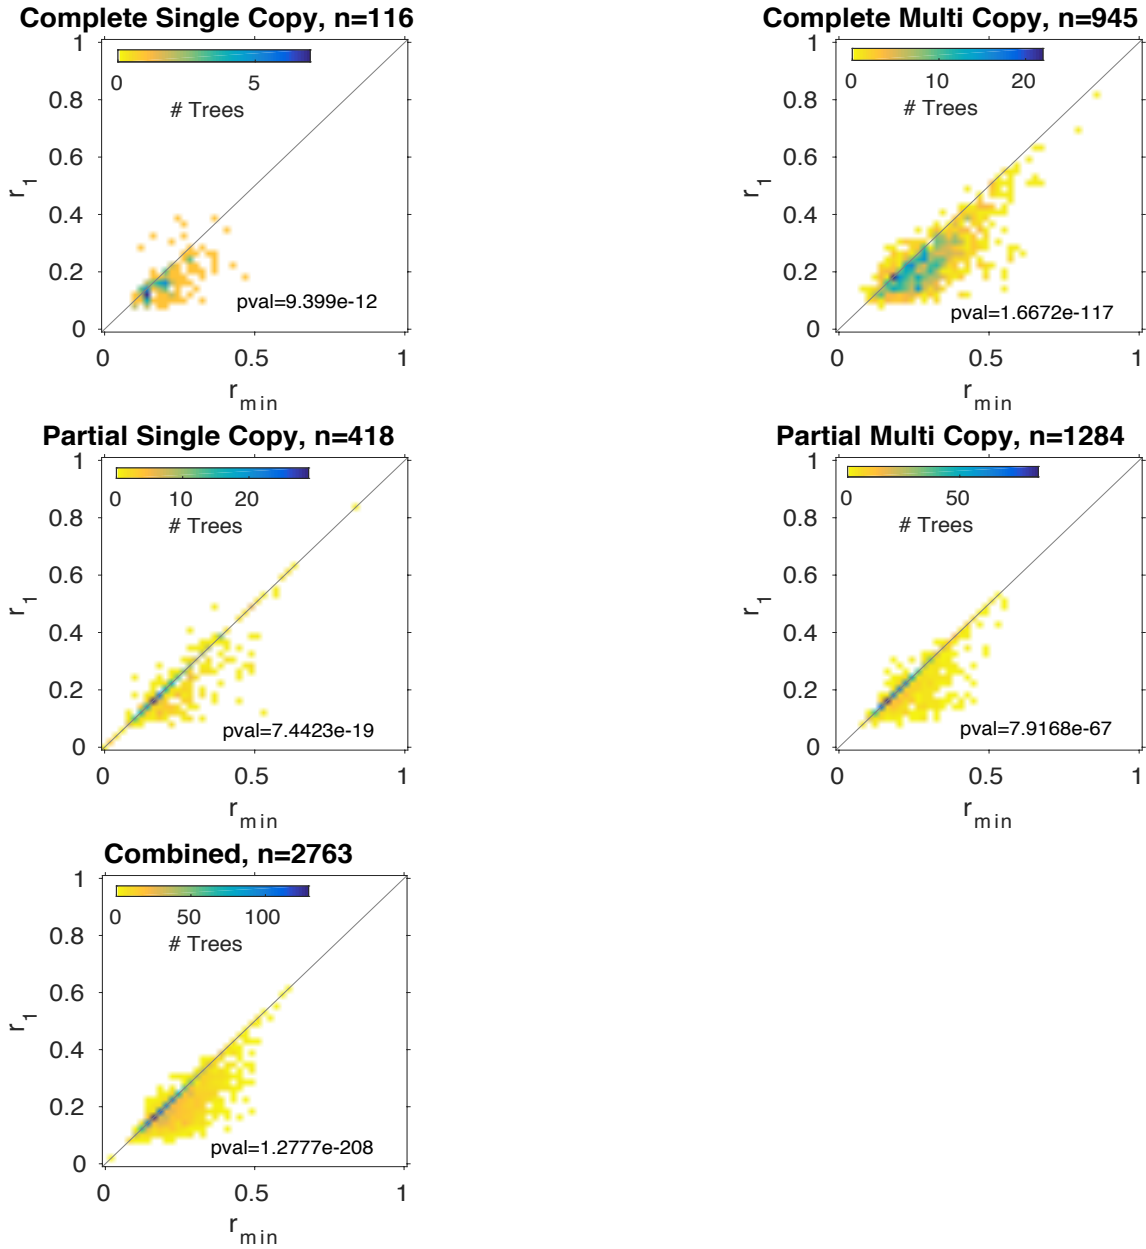 Complete Single Copy, n=116
1
0.8
0.6
0.4
0.2
0
r1
0 5
# Trees
pval=9.399e-12
0 0.5 1
rmin
Complete Multi Copy, n=945
1
0.8
0.6
0.4
0.2
0
r1
0 10 20
# Trees
pval=1.6672e-117
0 0.5 1
rmin
Partial Single Copy, n=418
1
0.8
0.6
0.4
0.2
0
r1
0 10 20
# Trees
pval=7.4423e-19
0 0.5 1
rmin
Partial Multi Copy, n=1284
1
0.8
0.6
0.4
0.2
0
r1
0 50
# Trees
pval=7.9168e-67
0 0.5 1
rmin
Combined, n=2763
1
0.8
0.6
0.4
0.2
0
r1
0 50 100
# Trees
pval=1.2777e-208
0 0.5 1
rmin